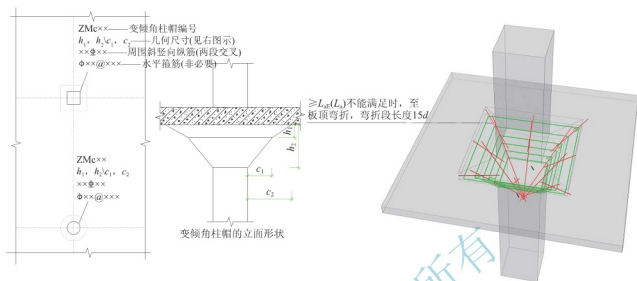 ZMc××——变倾角柱帽编号
h₁，h₂\c₁，c₂——几何尺寸(见右图示)
××Φ××——周围斜竖向纵筋(两段交叉)
Φ××@×××——水平箍筋(非必要)
ZMc××
h₁，h₂\c₁，c₂
××Φ××
Φ××@×××
h₁
h₂
c₁
c₂
变倾角柱帽的立面形状
≥LaE(La)不能满足时，至
板顶弯折，弯折段长度15d
所有